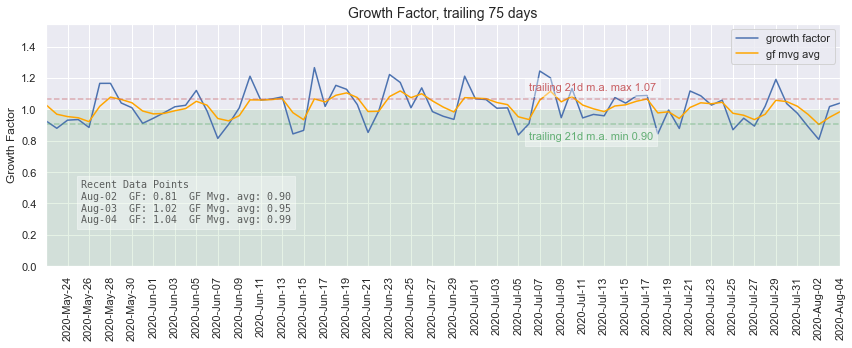 Growth Factor, trailing 75 days
growth factor
gf mvg avg
trailing 21d m.a. max 1.07
trailing 21d m.a. min 0.90
Recent Data Points
Aug-02  GF: 0.81  GF Mvg. avg: 0.90
Aug-03  GF: 1.02  GF Mvg. avg: 0.95
Aug-04  GF: 1.04  GF Mvg. avg: 0.99
Growth Factor
1.4
1.2
1.0
0.8
0.6
0.4
0.2
0.0
2020-May-24
2020-May-26
2020-May-28
2020-May-30
2020-Jun-01
2020-Jun-03
2020-Jun-05
2020-Jun-07
2020-Jun-09
2020-Jun-11
2020-Jun-13
2020-Jun-15
2020-Jun-17
2020-Jun-19
2020-Jun-21
2020-Jun-23
2020-Jun-25
2020-Jun-27
2020-Jun-29
2020-Jul-01
2020-Jul-03
2020-Jul-05
2020-Jul-07
2020-Jul-09
2020-Jul-11
2020-Jul-13
2020-Jul-15
2020-Jul-17
2020-Jul-19
2020-Jul-21
2020-Jul-23
2020-Jul-25
2020-Jul-27
2020-Jul-29
2020-Jul-31
2020-Aug-02
2020-Aug-04